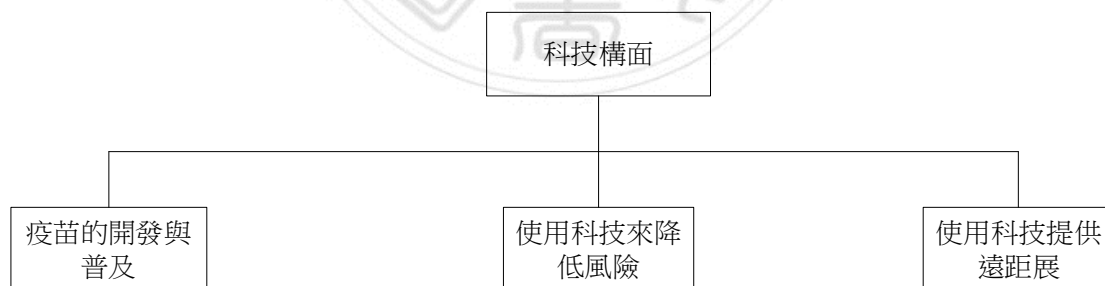 科技構面
疫苗的開發與
普及
使用科技來降
低風險
使用科技提供
遠距展